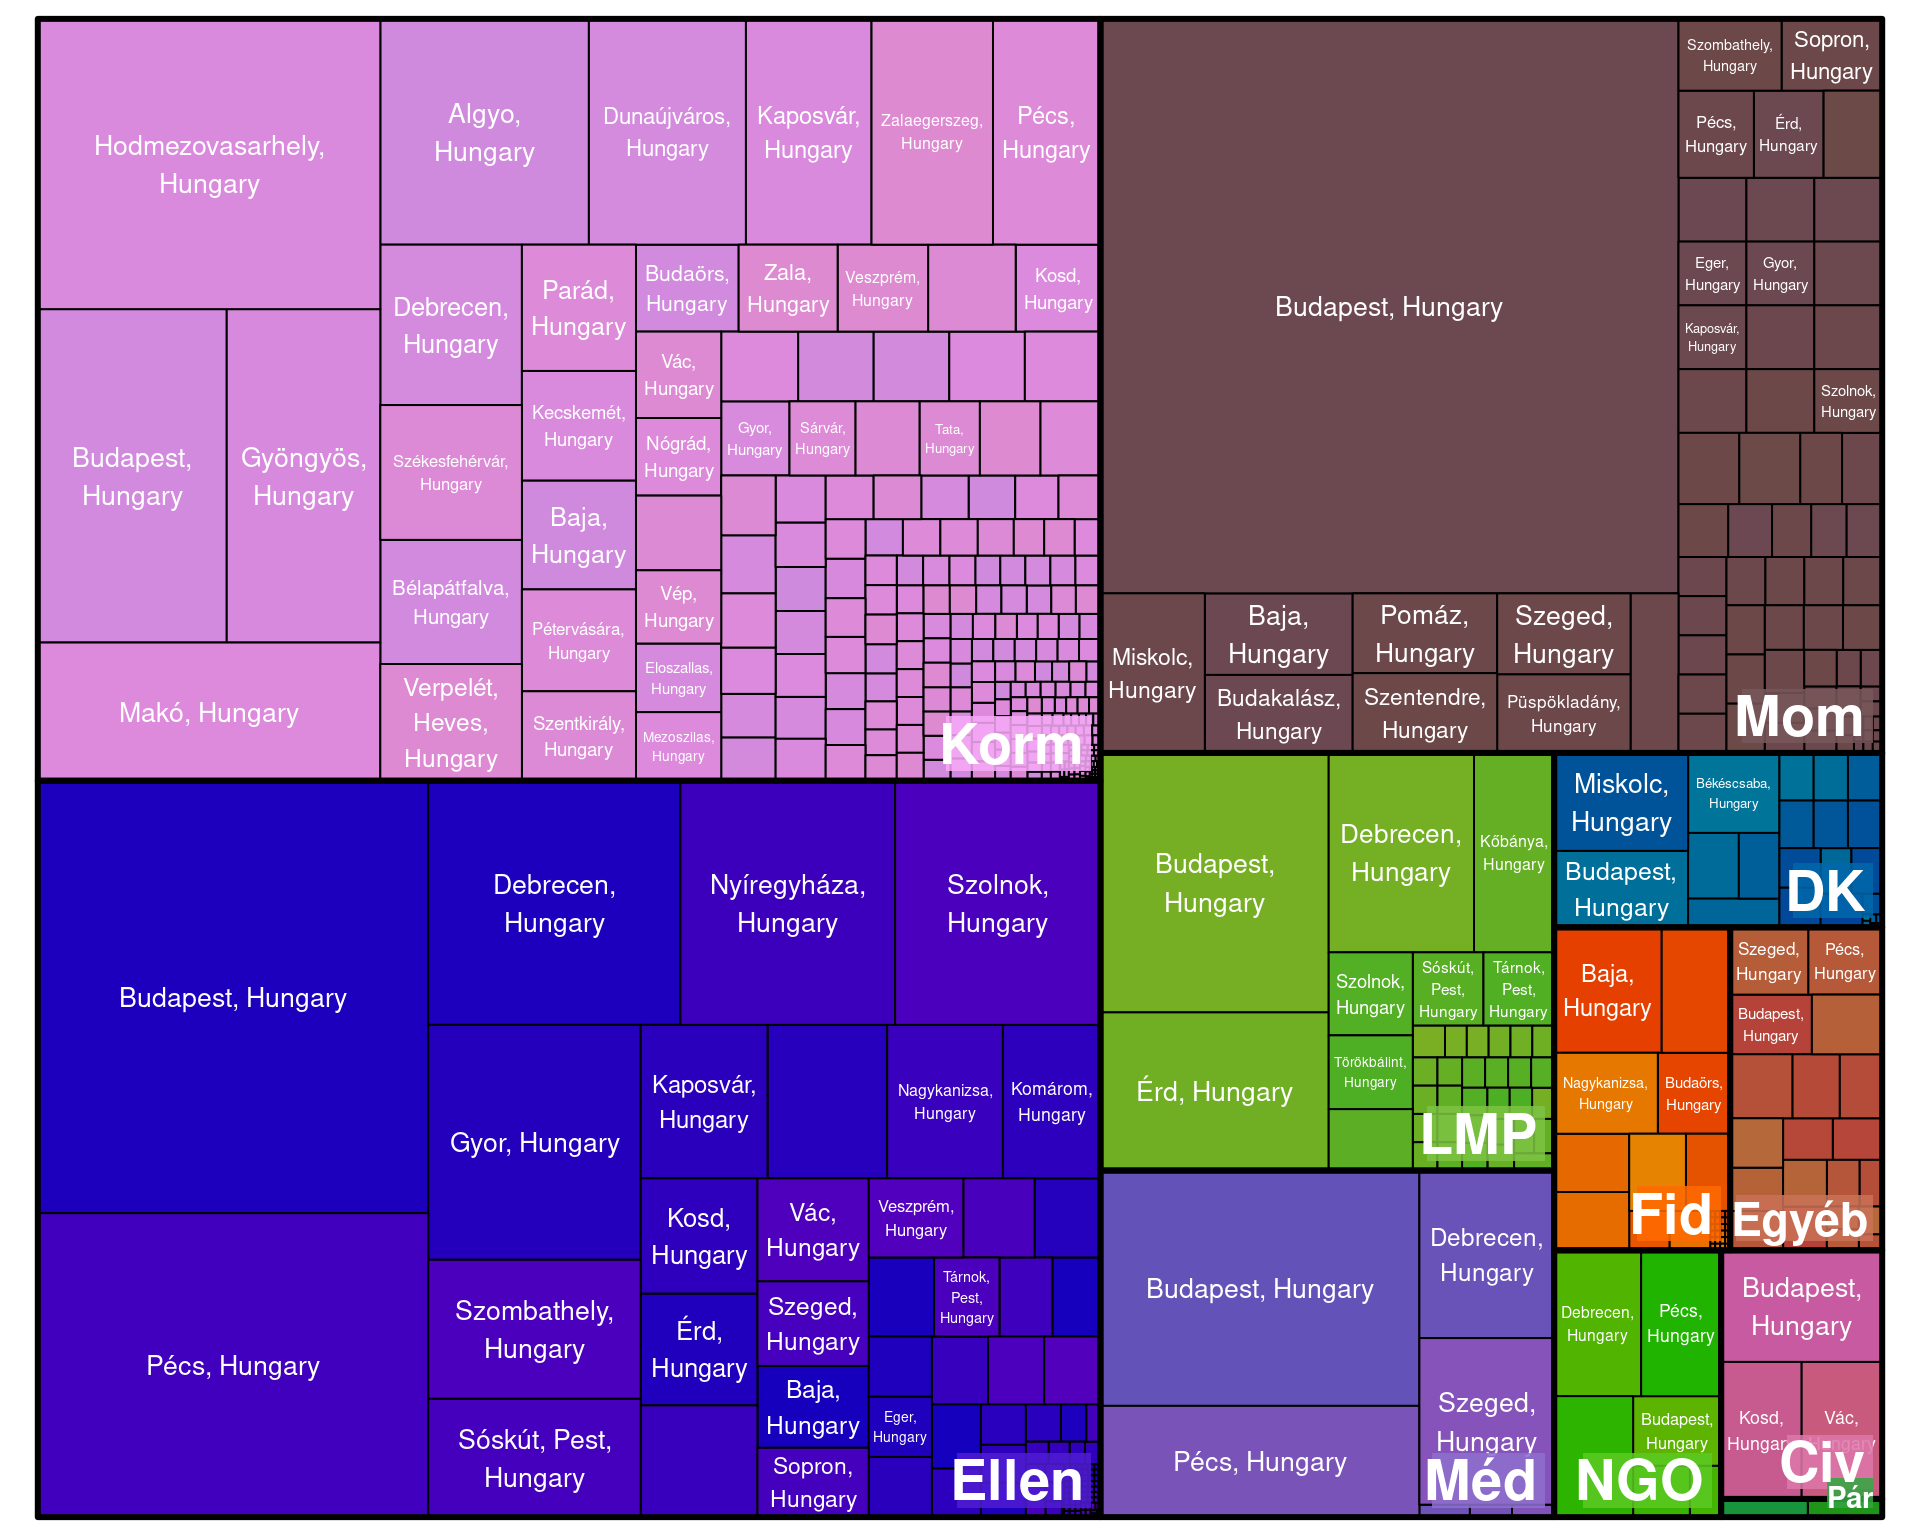 Hodmezovasarhely,
Hungary
Algyo,
Hungary
Dunaújváros,
Hungary
Kaposvár,
Hungary
Zalaegerszeg,
Hungary
Pécs,
Hungary
Budapest,
Hungary
Gyöngyös,
Hungary
Makó, Hungary
Debrecen,
Hungary
Székesfehérvár,
Hungary
Bélapátfalva,
Hungary
Verpelét,
Heves,
Hungary
Parád,
Hungary
Kecskemét,
Hungary
Baja,
Hungary
Pétervására,
Hungary
Szentkirály,
Hungary
Budaörs,
Hungary
Zala,
Hungary
Veszprém,
Hungary
Kosd,
Hungary
Vác,
Hungary
Nógrád,
Hungary
Gyor,
Hungary
Sárvár,
Hungary
Tata,
Hungary
Vép,
Hungary
Eloszallas,
Hungary
Mezoszilas,
Hungary
Korm
Budapest, Hungary
Szombathely,
Hungary
Sopron,
Hungary
Pécs,
Hungary
Érd,
Hungary
Eger,
Hungary
Gyor,
Hungary
Kaposvár,
Hungary
Szolnok,
Hungary
Miskolc,
Hungary
Baja,
Hungary
Budakalász,
Hungary
Pomáz,
Hungary
Szentendre,
Hungary
Szeged,
Hungary
Püspökladány,
Hungary
Mom
Budapest, Hungary
Pécs, Hungary
Debrecen,
Hungary
Nyíregyháza,
Hungary
Szolnok,
Hungary
Gyor, Hungary
Szombathely,
Hungary
Sóskút, Pest,
Hungary
Kaposvár,
Hungary
Nagykanizsa,
Hungary
Komárom,
Hungary
Kosd,
Hungary
Érd,
Hungary
Vác,
Hungary
Szeged,
Hungary
Baja,
Hungary
Sopron,
Hungary
Veszprém,
Hungary
Tárnok,
Pest,
Hungary
Eger,
Hungary
Ellen
Budapest,
Hungary
Érd, Hungary
Debrecen,
Hungary
Kőbánya,
Hungary
Szolnok,
Hungary
Sóskút,
Pest,
Hungary
Tárnok,
Pest,
Hungary
Törökbálint,
Hungary
LMP
Miskolc,
Hungary
Budapest,
Hungary
Békéscsaba,
Hungary
DK
Baja,
Hungary
Nagykanizsa,
Hungary
Budaörs,
Hungary
Fid
Szeged,
Hungary
Pécs,
Hungary
Budapest,
Hungary
Egyéb
Budapest, Hungary
Pécs, Hungary
Debrecen,
Hungary
Szeged,
Hungary
Méd
Debrecen,
Hungary
Pécs,
Hungary
Budapest,
Hungary
NGO
Budapest,
Hungary
Kosd,
Hungary
Vác,
Hungary
Civ
Pár